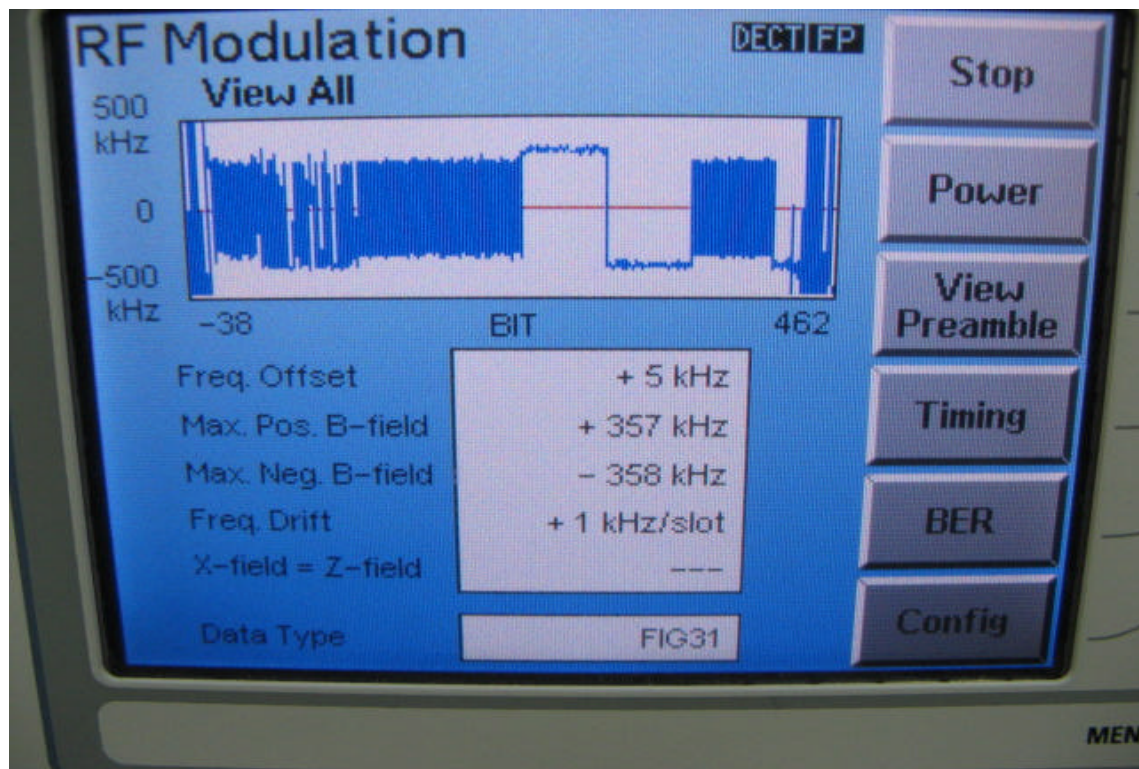 RF Modulation
DECT FP
View All
500
kHz
0
-500
kHz
-38
BIT
462
Freq. Offset
+ 5 kHz
Max. Pos. B-field
+ 357 kHz
Max. Neg. B-field
- 358 kHz
Freq. Drift
+ 1 kHz/slot
X-field = Z-field
---
Data Type
FIG31
Stop
Power
View
Preamble
Timing
BER
Config
MEN